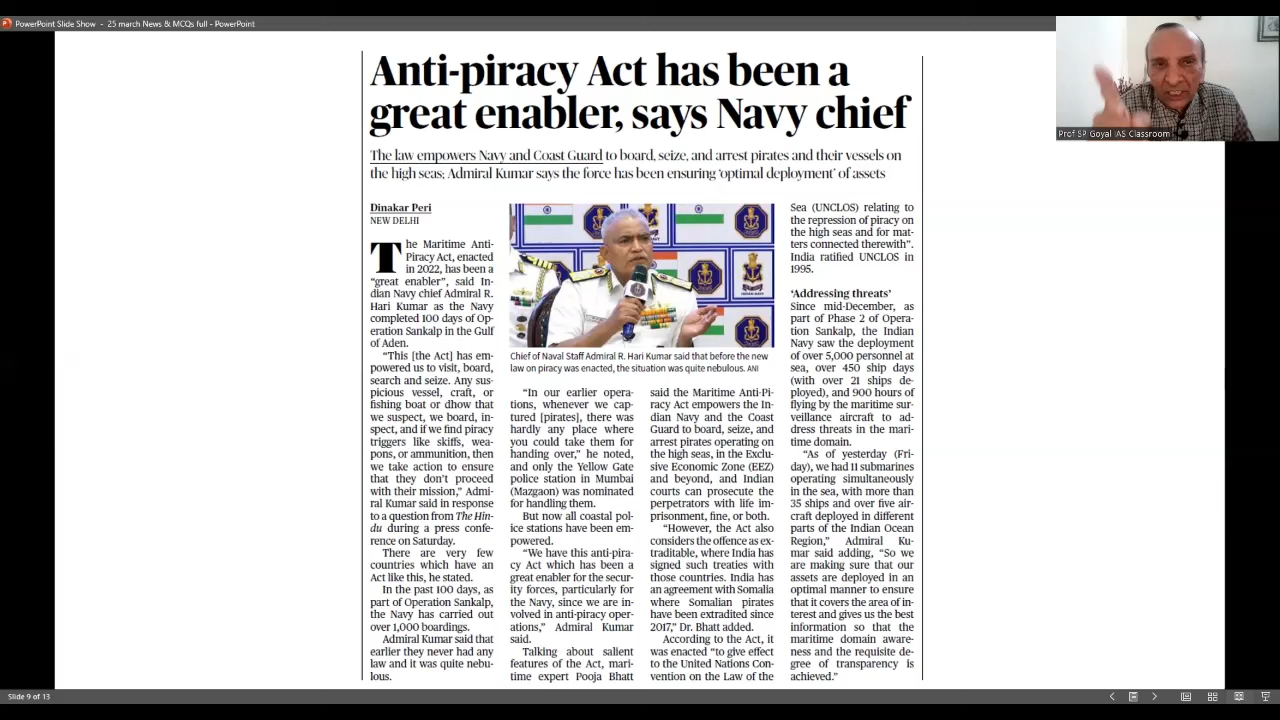 PowerPoint Slide Show - 25 march News & MCQs full - PowerPoint
Prof SP Goyal IAS Classroom
Anti-piracy Act has been a
great enabler, says Navy chief
The law empowers Navy and Coast Guard to board, seize, and arrest pirates and their vessels on
the high seas; Admiral Kumar says the force has been ensuring ‘optimal deployment’ of assets
Dinakar Peri
NEW DELHI
The Maritime Anti-
Piracy Act, enacted
in 2022, has been a
“great enabler”, said In-
dian Navy chief Admiral R.
Hari Kumar as the Navy
completed 100 days of Op-
eration Sankalp in the Gulf
of Aden.
“This [the Act] has em-
powered us to visit, board,
search and seize. Any sus-
picious vessel, craft, or
fishing boat or dhow that
we suspect, we board, in-
spect, and if we find piracy
triggers like skiffs, wea-
pons, or ammunition, then
we take action to ensure
that they don’t proceed
with their mission,” Admi-
ral Kumar said in response
to a question from The Hin-
du during a press confe-
rence on Saturday.
There are very few
countries which have an
Act like this, he stated.
In the past 100 days, as
part of Operation Sankalp,
the Navy has carried out
over 1,000 boardings.
Admiral Kumar said that
earlier they never had any
law and it was quite nebu-
lous.
INDIAN NAVY
Chief of Naval Staff Admiral R. Hari Kumar said that before the new
law on piracy was enacted, the situation was quite nebulous. ANI
“In our earlier opera-
tions, whenever we cap-
tured [pirates], there was
hardly any place where
you could take them for
handing over,” he noted,
and only the Yellow Gate
police station in Mumbai
(Mazgaon) was nominated
for handling them.
But now all coastal pol-
ice stations have been em-
powered.
“We have this anti-pira-
cy Act which has been a
great enabler for the secur-
ity forces, particularly for
the Navy, since we are in-
volved in anti-piracy oper-
ations,” Admiral Kumar
said.
Talking about salient
features of the Act, mari-
time expert Pooja Bhatt
said the Maritime Anti-Pi-
racy Act empowers the In-
dian Navy and the Coast
Guard to board, seize, and
arrest pirates operating on
the high seas, in the Exclu-
sive Economic Zone (EEZ)
and beyond, and Indian
courts can prosecute the
perpetrators with life im-
prisonment, fine, or both.
“However, the Act also
considers the offence as ex-
traditable, where India has
signed such treaties with
those countries. India has
an agreement with Somalia
where Somalian pirates
have been extradited since
2017,” Dr. Bhatt added.
According to the Act, it
was enacted “to give effect
to the United Nations Con-
vention on the Law of the
Sea (UNCLOS) relating to
the repression of piracy on
the high seas and for mat-
ters connected therewith”.
India ratified UNCLOS in
1995.
‘Addressing threats’
Since mid-December, as
part of Phase 2 of Opera-
tion Sankalp, the Indian
Navy saw the deployment
of over 5,000 personnel at
sea, over 450 ship days
(with over 21 ships de-
ployed), and 900 hours of
flying by the maritime sur-
veillance aircraft to ad-
dress threats in the mari-
time domain.
“As of yesterday (Fri-
day), we had 11 submarines
operating simultaneously
in the sea, with more than
35 ships and over five air-
craft deployed in different
parts of the Indian Ocean
Region,” Admiral Ku-
mar said adding, “So we
are making sure that our
assets are deployed in an
optimal manner to ensure
that it covers the area of in-
terest and gives us the best
information so that the
maritime domain aware-
ness and the requisite de-
gree of transparency is
achieved.”
Slide 9 of 13